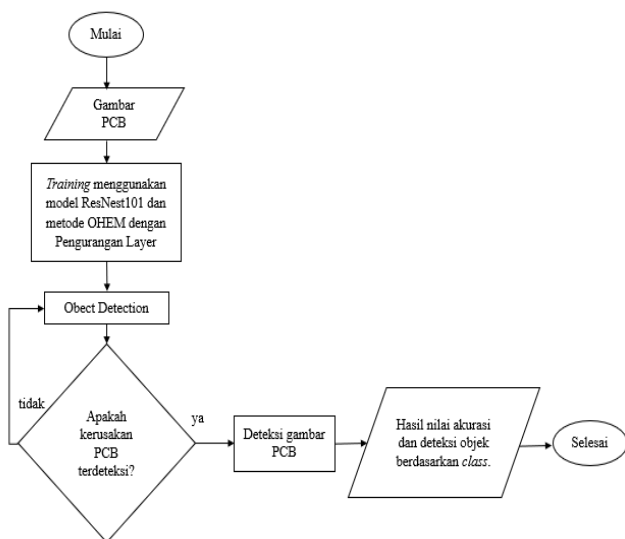 Mulai
Gambar
PCB
Training menggunakan
model ResNest101 dan
metode OHEM dengan
Pengurangan Layer
Obect Detection
tidak
Apakah
kerusakan
PCB
terdeteksi?
ya
Deteksi gambar
PCB
Hasil nilai akurasi
dan deteksi objek
berdasarkan class.
Selesai